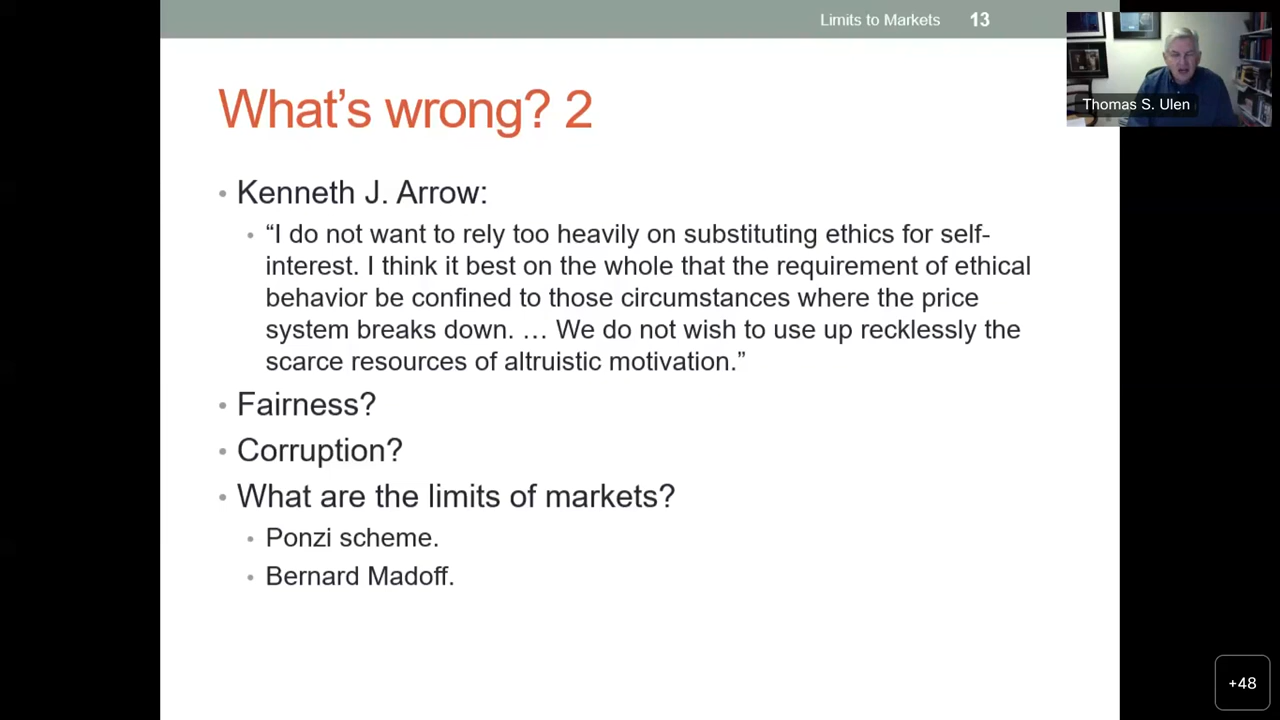 Limits to Markets 13
Thomas S. Ulen
What's wrong? 2
• Kenneth J. Arrow:
• “I do not want to rely too heavily on substituting ethics for self-
interest. I think it best on the whole that the requirement of ethical
behavior be confined to those circumstances where the price
system breaks down. … We do not wish to use up recklessly the
scarce resources of altruistic motivation.”
• Fairness?
• Corruption?
• What are the limits of markets?
• Ponzi scheme.
• Bernard Madoff.
+48